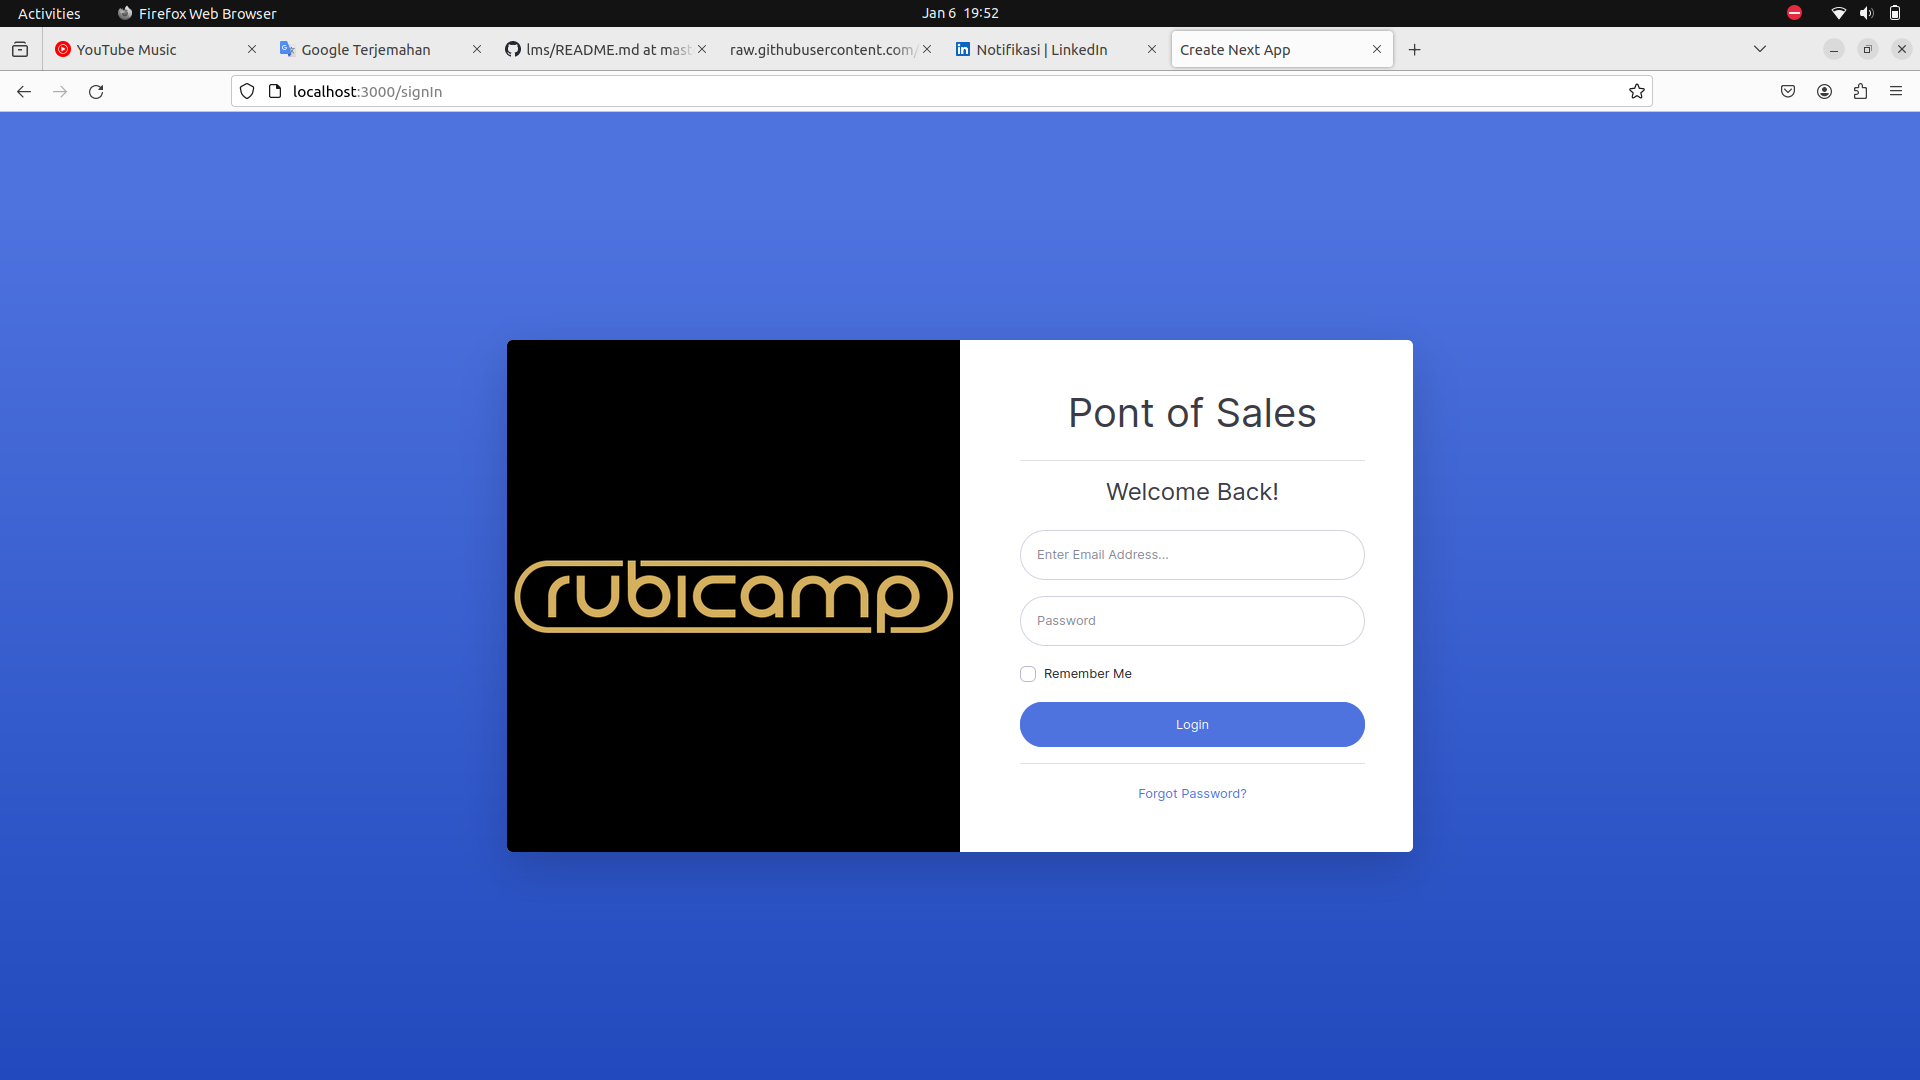 Activities
Firefox Web Browser
Jan 6 19:52
YouTube Music
Google Terjemahan
lms/README.md at mast
raw.githubusercontent.com/
Notifikasi | LinkedIn
Create Next App
localhost:3000/signIn
rubicamp
Pont of Sales
Welcome Back!
Enter Email Address...
Password
Remember Me
Login
Forgot Password?